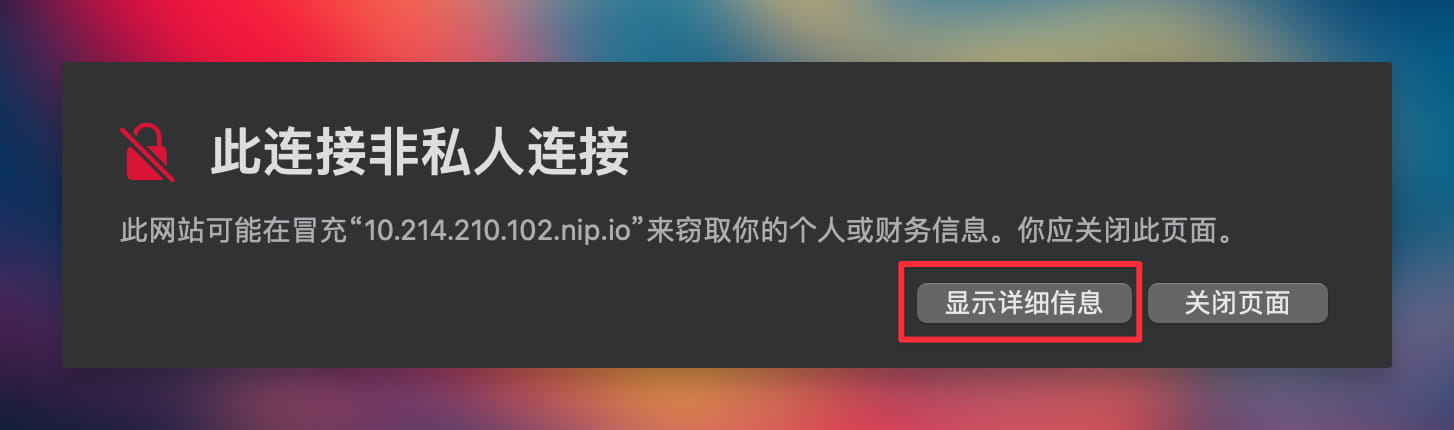 此连接非私人连接
此网站可能在冒充“10.214.210.102.nip.io”来窃取你的个人或财务信息。你应关闭此页面。
显示详细信息 关闭页面